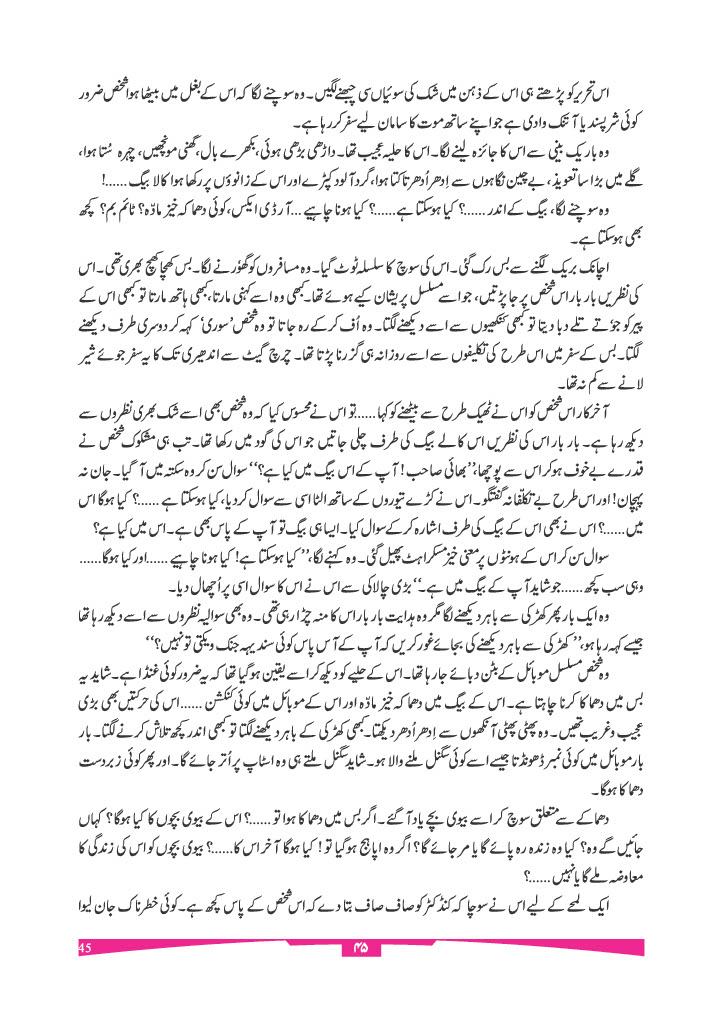 اس تحریر کو پڑھتے ہی اس کے ذہن میں شک کی سوئیاں سی چبھنے لگیں۔ وہ سوچنے لگا کہ اس کے بغل میں بیٹھا ہوا شخص ضرور
کوئی شرپسند یا آتنک وادی ہے جو اپنے ساتھ موت کا سامان لیے سفر کر رہا ہے۔
وہ باریک بینی سے اس کا جائزہ لینے لگا۔ اس کا حلیہ عجیب تھا۔ داڑھی بڑھی ہوئی، بکھرے بال، گھنی مونچھیں، چہرہ سُتا ہوا،
گلے میں بڑا سا تعویذ، بے چین نگاہوں سے اِدھر اُدھر تاکتا ہوا، گرد آلود کپڑے اور اس کے زانوؤں پر رکھا ہوا کالا بیگ......!
وہ سوچنے لگا، بیگ کے اندر......؟ کیا ہوسکتا ہے......؟ کیا ہونا چاہیے ...آر ڈی ایکس، کوئی دھماکہ خیز مادّہ؟ ٹائم بم؟ کچھ
بھی ہوسکتا ہے۔
اچانک بریک لگنے سے بس رک گئی۔ اس کی سوچ کا سلسلہ ٹوٹ گیا۔ وہ مسافروں کو گھوٗرنے لگا۔ بس کھچا کھچ بھری تھی۔ اس
کی نظریں بار بار اس شخص پر جا پڑتیں، جو اسے مسلسل پریشان کیے ہوئے تھا۔ کبھی وہ اسے کہنی مارتا، کبھی ہاتھ مارتا تو کبھی اس کے
پیر کو جوٗتے تلے دبا دیتا تو کبھی کنکھیوں سے اسے دیکھنے لگتا۔ وہ اُف کرکے رہ جاتا تو وہ شخص ’سوری‘ کہہ کر دوسری طرف دیکھنے
لگتا۔ بس کے سفر میں اس طرح کی تکلیفوں سے اسے روزانہ ہی گزرنا پڑتا تھا۔ چرچ گیٹ سے اندھیری تک کا یہ سفر جوئے شیر
لانے سے کم نہ تھا۔
آخر کار اس شخص کو اس نے ٹھیک طرح سے بیٹھنے کو کہا......تو اس نے محسوس کیا کہ وہ شخص بھی اسے شک بھری نظروں سے
دیکھ رہا ہے۔ بار بار اس کی نظریں اس کالے بیگ کی طرف چلی جاتیں جو اس کی گود میں رکھا تھا۔ تب ہی مشکوک شخص نے
قدرے بے خوف ہو کر اس سے پوچھا، ’’بھائی صاحب! آپ کے اس بیگ میں کیا ہے؟‘‘ سوال سن کر وہ سکتہ میں آ گیا۔ جان نہ
پہچان! اور اس طرح بے تکلّفانہ گفتگو۔ اس نے کڑے تیوروں کے ساتھ الٹا اسی سے سوال کر دیا، کیا ہوسکتا ہے......؟ کیا ہوگا اس
میں......؟ اس نے بھی اس کے بیگ کی طرف اشارہ کرکے سوال کیا۔ ایسا ہی بیگ تو آپ کے پاس بھی ہے۔ اس میں کیا ہے؟
سوال سن کر اس کے ہونٹوں پر معنی خیز مسکراہٹ پھیل گئی۔ وہ کہنے لگا، ’’کیا ہوسکتا ہے! کیا ہونا چاہیے......اور کیا ہوگا......
وہی سب کچھ......جو شاید آپ کے بیگ میں ہے۔‘‘ بڑی چالاکی سے اس نے اس کا سوال اسی پر اُچھال دیا۔
وہ ایک بار پھر کھڑکی سے باہر دیکھنے لگا مگر وہ ہدایت بار بار اس کا منہ چڑا رہی تھی۔ وہ بھی سوالیہ نظروں سے اسے دیکھ رہا تھا
جیسے کہہ رہا ہو، ’’کھڑکی سے باہر دیکھنے کی بجائے غور کریں کہ آپ کے آس پاس کوئی سندیہہ جنک ویکتی تو نہیں؟‘‘
وہ شخص مسلسل موبائل کے بٹن دبائے جا رہا تھا۔ اس کے حلیے کو دیکھ کر اسے یقین ہو گیا تھا کہ یہ ضرور کوئی غنڈا ہے۔ شاید یہ
بس میں دھماکا کرنا چاہتا ہے۔ اس کے بیگ میں دھماکہ خیز مادّہ اور اس کے موبائل میں کوئی کنکشن......اس کی حرکتیں بھی بڑی
عجیب و غریب تھیں۔ وہ پھٹی پھٹی آنکھوں سے اِدھر اُدھر دیکھتا۔ کبھی کھڑکی کے باہر دیکھنے لگتا تو کبھی اندر کچھ تلاش کرنے لگتا۔ بار
بار موبائل میں کوئی نمبر ڈھونڈتا جیسے اسے کوئی سگنل ملنے والا ہو۔ شاید سگنل ملتے ہی وہ اسٹاپ پر اُتر جائے گا۔ اور پھر کوئی زبردست
دھماکا ہوگا۔
دھماکے سے متعلق سوچ کر اسے بیوی بچے یاد آ گئے۔ اگر بس میں دھماکا ہوا تو......؟ اس کے بیوی بچوں کا کیا ہوگا؟ کہاں
جائیں گے وہ؟ کیا وہ زندہ رہ پائے گا یا مر جائے گا؟ اگر وہ اپاہج ہو گیا تو! کیا ہوگا آخر اس کا......؟ بیوی بچوں کو اس کی زندگی کا
معاوضہ ملے گا یا نہیں......؟
ایک لمحے کے لیے اس نے سوچا کہ کنڈکٹر کو صاف صاف بتا دے کہ اس شخص کے پاس کچھ ہے۔ کوئی خطرناک جان لیوا
45
۴۵